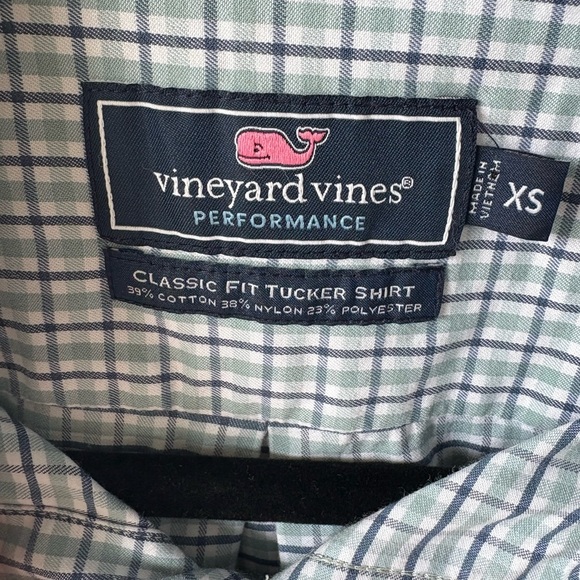 vineyard vines®
PERFORMANCE
CLASSIC FIT TUCKER SHIRT
39% COTTON 38% NYLON 23% POLYESTER
MADE IN
VIETNAM
XS